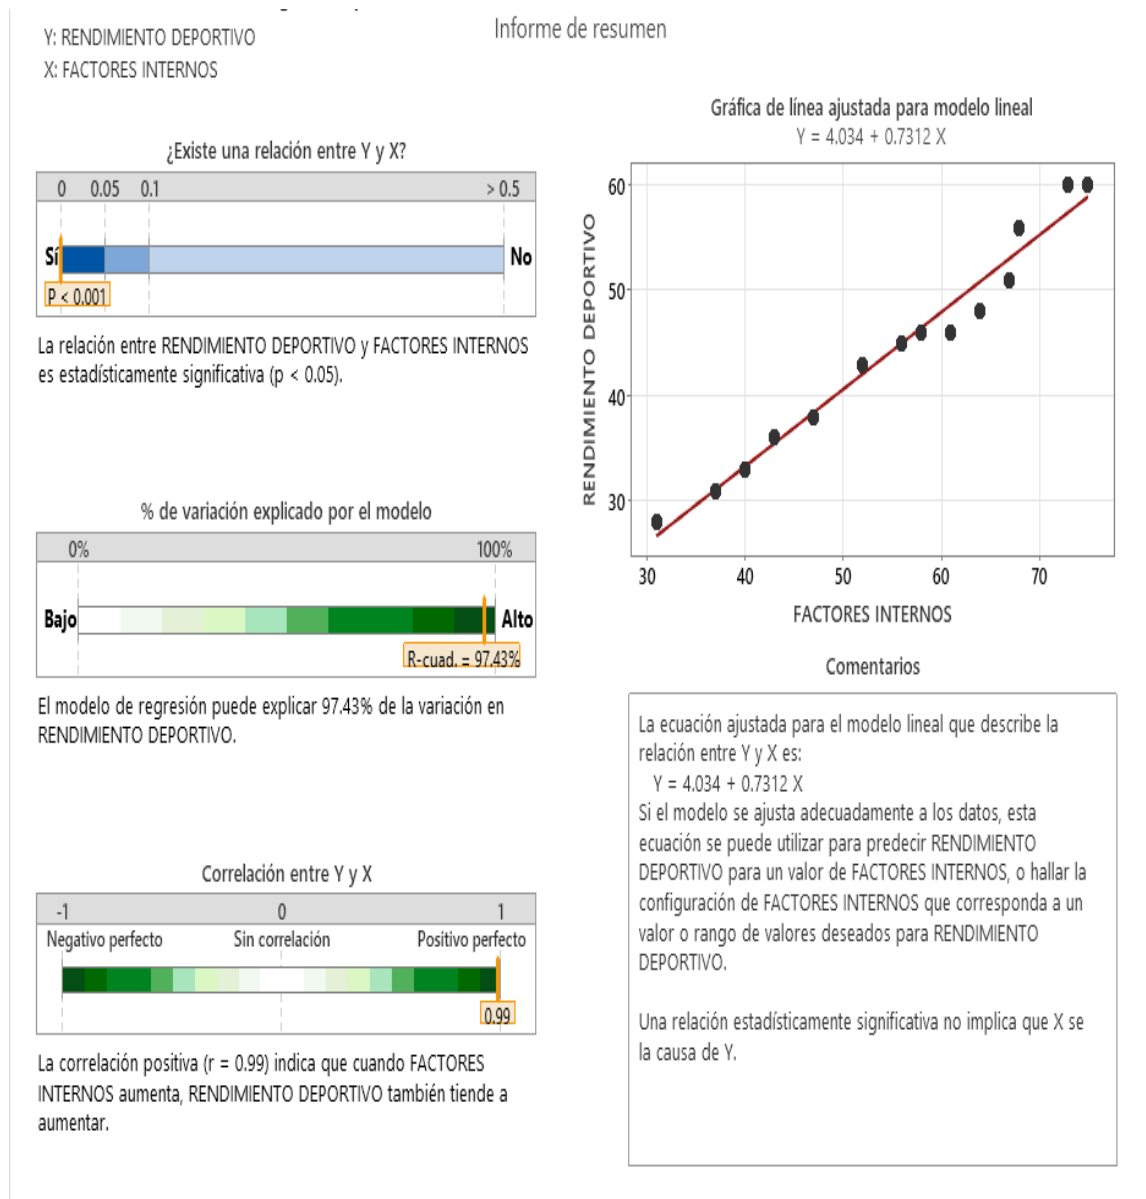 Informe de resumen
Y: RENDIMIENTO DEPORTIVO
X: FACTORES INTERNOS
¿Existe una relación entre Y y X?
0 0.05 0.1 > 0.5
Sí No
P < 0.001
La relación entre RENDIMIENTO DEPORTIVO y FACTORES INTERNOS
es estadísticamente significativa (p < 0.05).
% de variación explicado por el modelo
0% 100%
Bajo Alto
R-cuad. = 97.43%
El modelo de regresión puede explicar 97.43% de la variación en
RENDIMIENTO DEPORTIVO.
Correlación entre Y y X
-1 0 1
Negativo perfecto Sin correlación Positivo perfecto
0.99
La correlación positiva (r = 0.99) indica que cuando FACTORES
INTERNOS aumenta, RENDIMIENTO DEPORTIVO también tiende a
aumentar.
Gráfica de línea ajustada para modelo lineal
Y = 4.034 + 0.7312 X
60
50
40
30
RENDIMIENTO DEPORTIVO
30 40 50 60 70
FACTORES INTERNOS
Comentarios
La ecuación ajustada para el modelo lineal que describe la
relación entre Y y X es:
Y = 4.034 + 0.7312 X
Si el modelo se ajusta adecuadamente a los datos, esta
ecuación se puede utilizar para predecir RENDIMIENTO
DEPORTIVO para un valor de FACTORES INTERNOS, o hallar la
configuración de FACTORES INTERNOS que corresponda a un
valor o rango de valores deseados para RENDIMIENTO
DEPORTIVO.
Una relación estadísticamente significativa no implica que X se
la causa de Y.